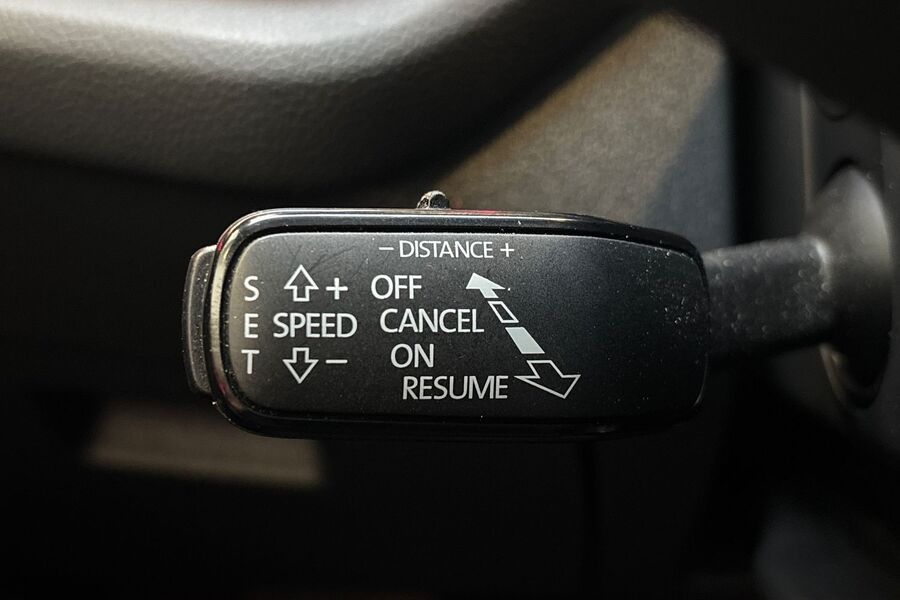 − DISTANCE +
S ⇧ + OFF
E SPEED CANCEL
T ⇩ − ON
RESUME